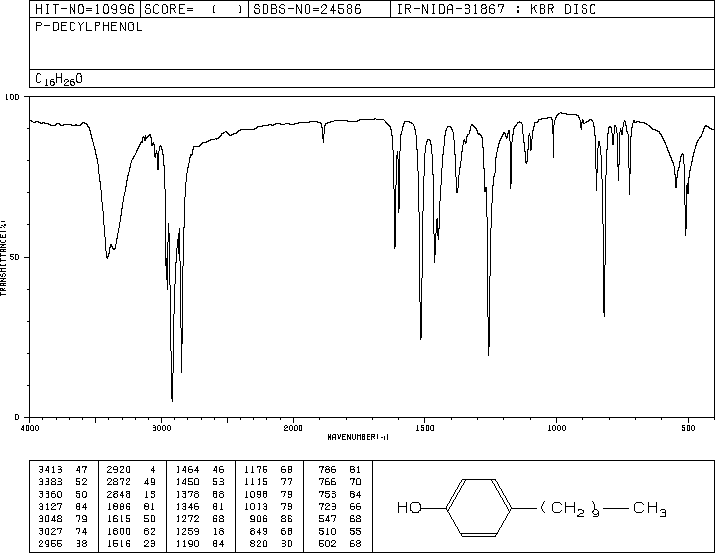 HIT-NO=10996 SCORE= ( ) SDBS-NO=24586 IR-NIDA-31867 : KBR DISC
P-DECYLPHENOL
C16H26O
100
50
0
TRANSMITTANCE(%)
4000 3000 2000 1500 1000 500
WAVENUMBER(-1)
3413 47 2920 4 1464 46 1176 68 786 81
3383 52 2872 49 1450 53 1115 77 766 70
3360 50 2848 13 1378 68 1098 79 753 84
3127 84 1886 81 1346 81 1013 79 723 66
3048 79 1615 50 1272 68 906 86 547 68
3027 74 1600 62 1259 18 849 68 510 55
2955 38 1516 23 1190 84 820 30 502 68
HO (CH2)9 CH3